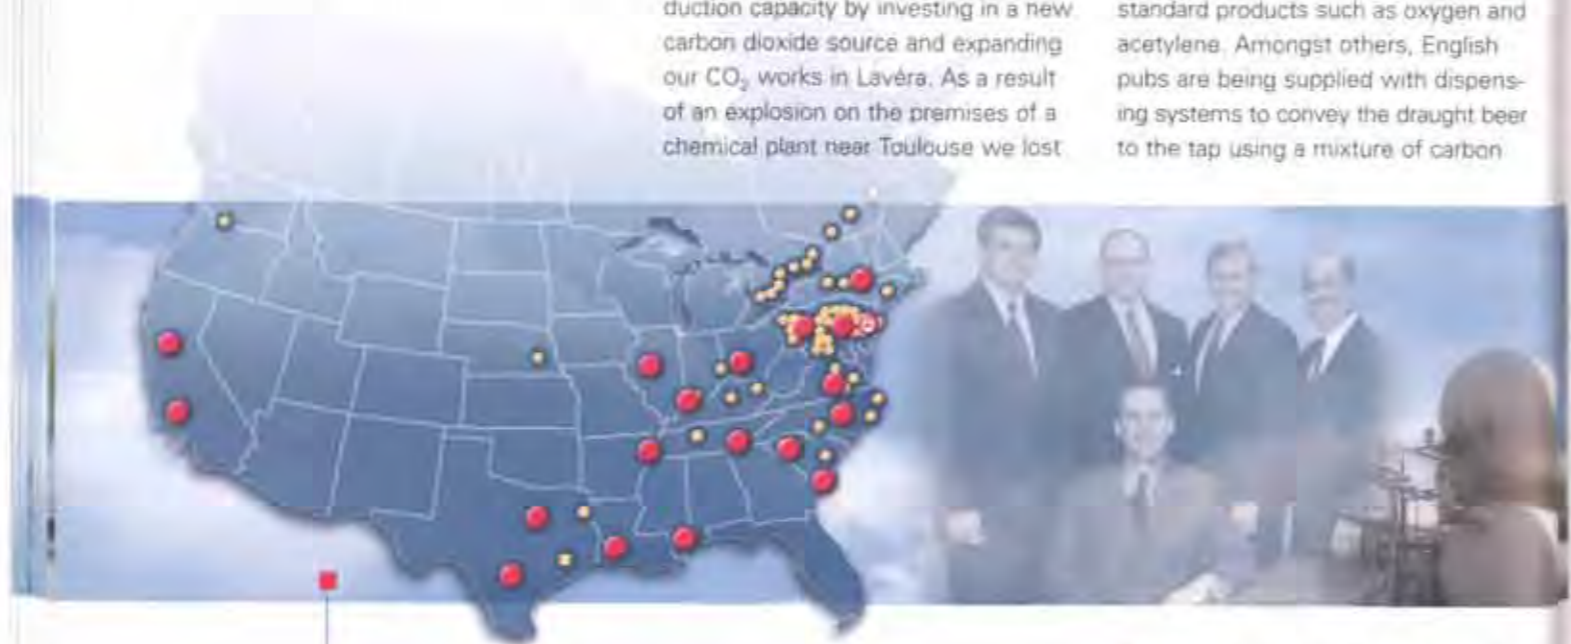 duction capacity by investing in a new
carbon dioxide source and expanding
our CO₂ works in Lavéra. As a result
of an explosion on the premises of a
chemical plant near Toulouse we lost
standard products such as oxygen and
acetylene. Amongst others, English
pubs are being supplied with dispens-
ing systems to convey the draught beer
to the tap using a mixture of carbon